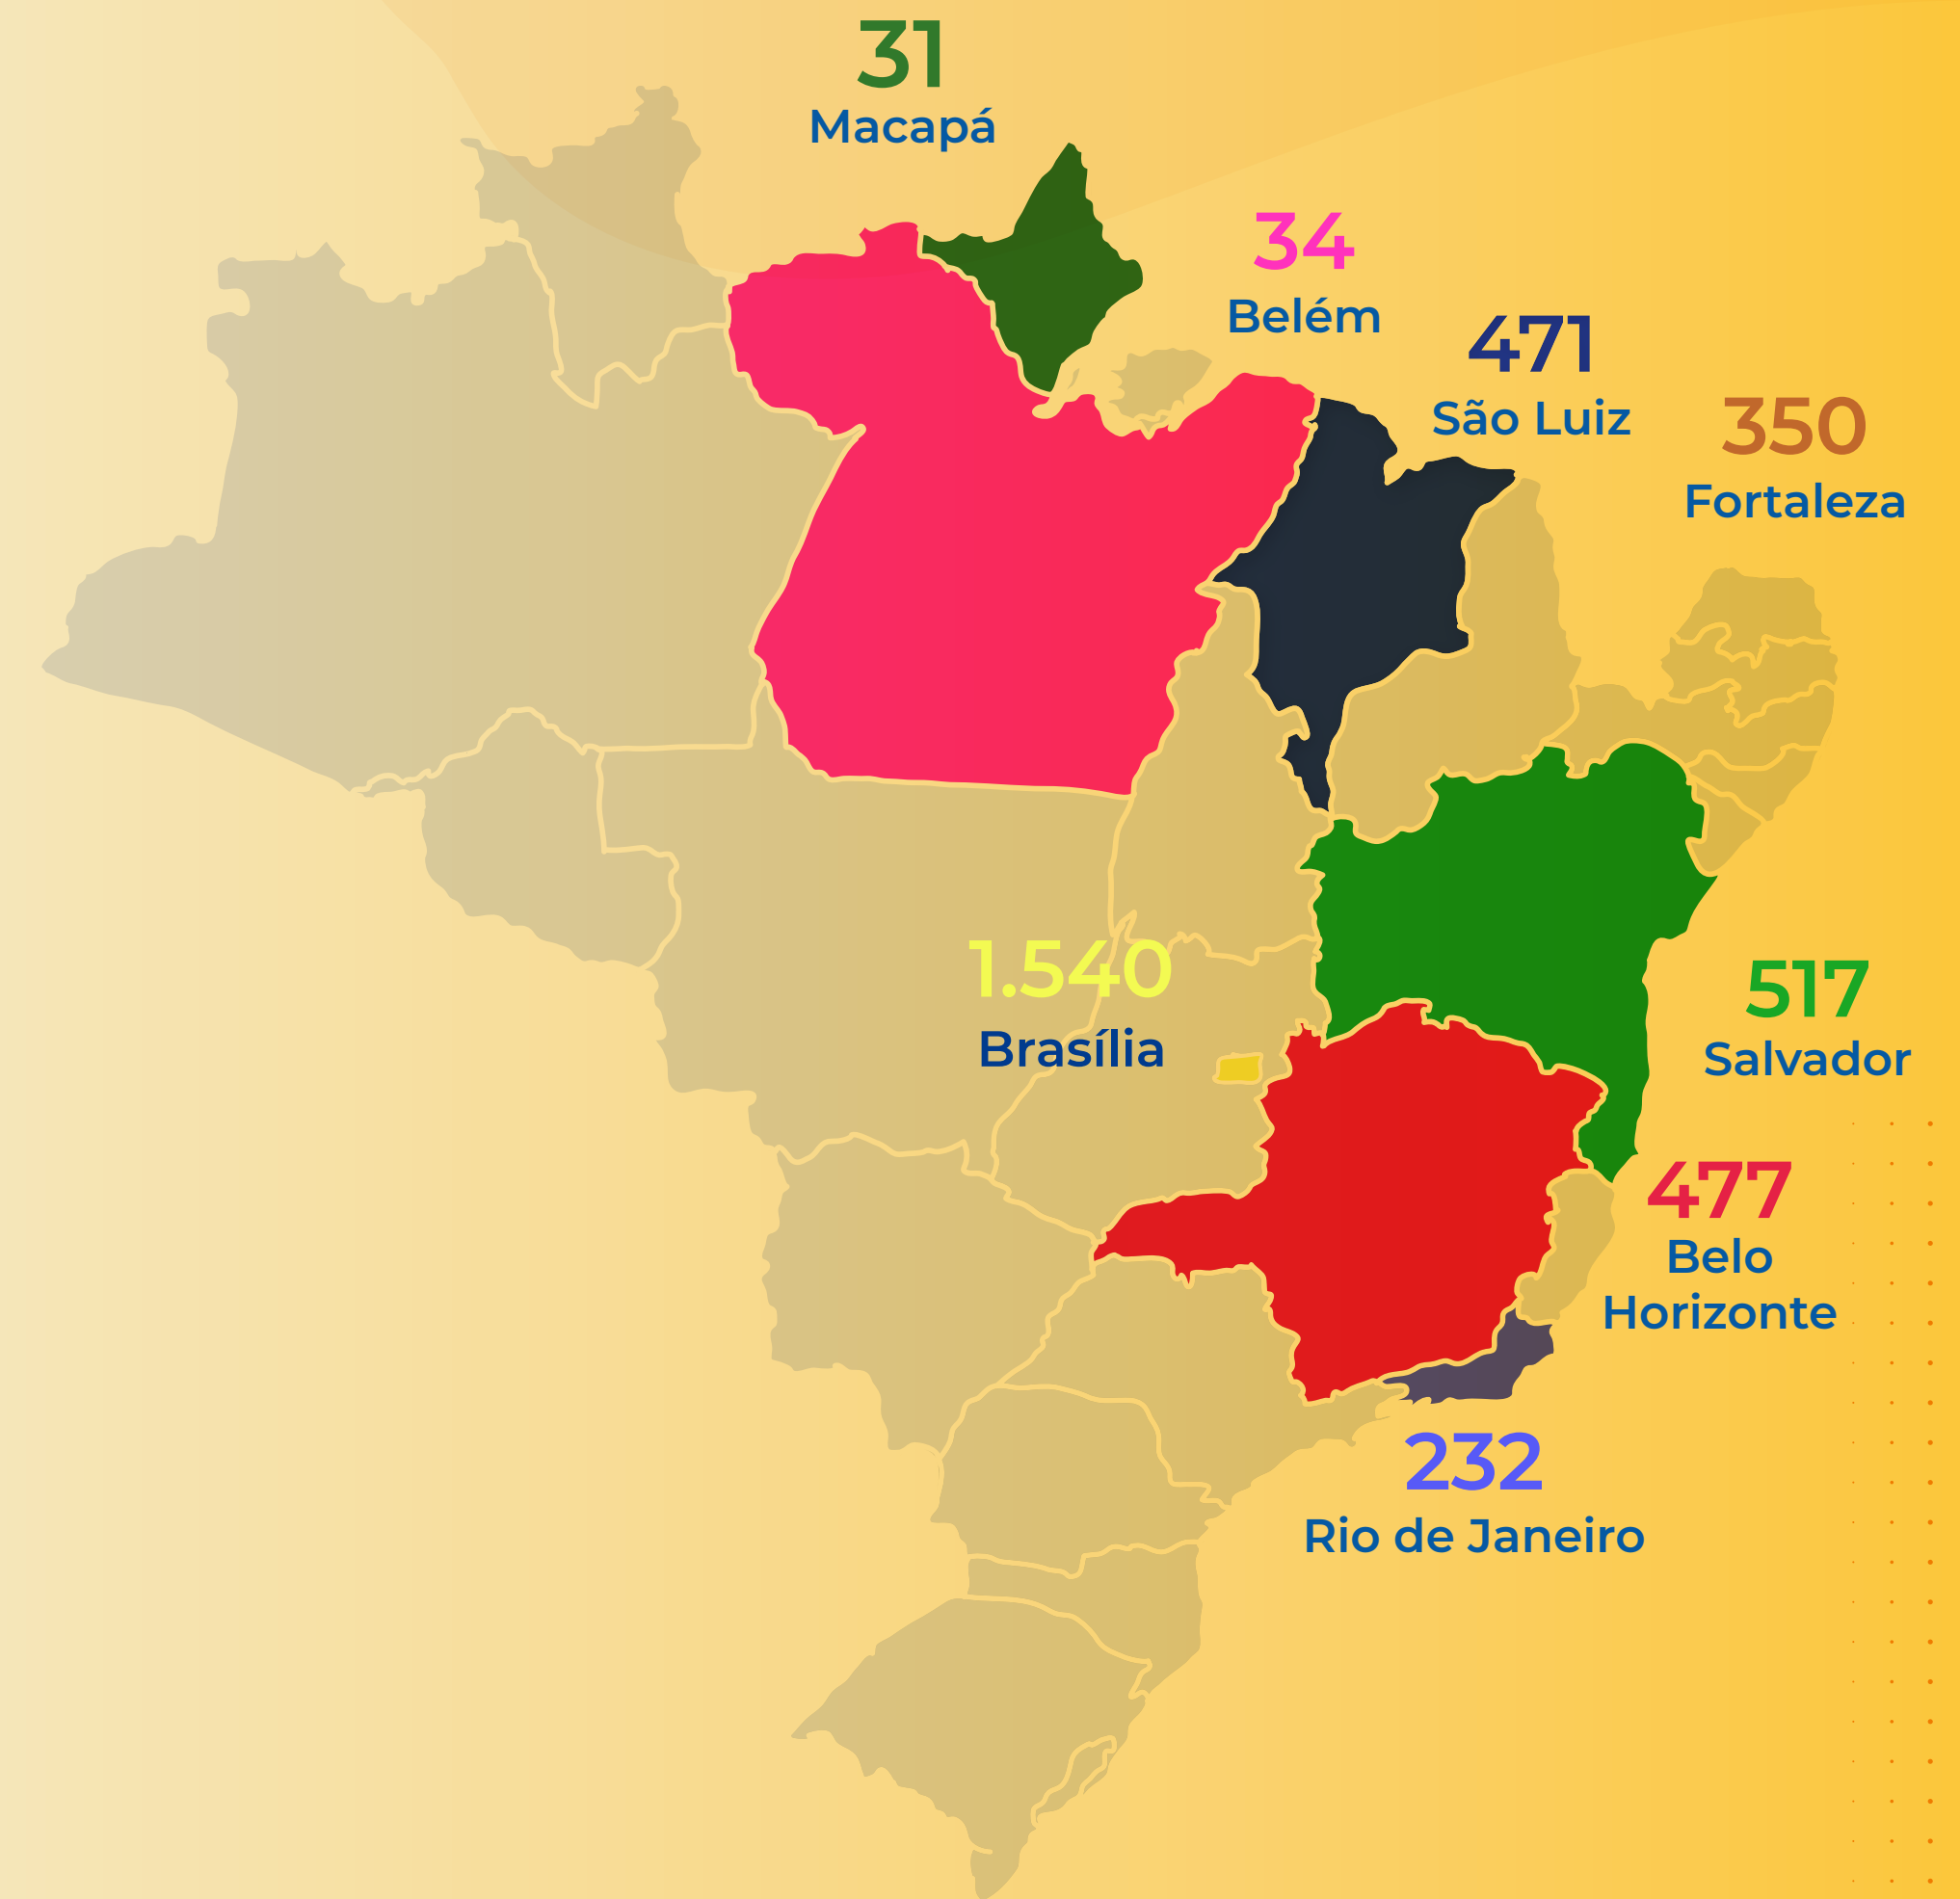 31
Macapá
34
Belém
471
São Luiz
350
Fortaleza
1.540
Brasília
517
Salvador
477
Belo
Horizonte
232
Rio de Janeiro